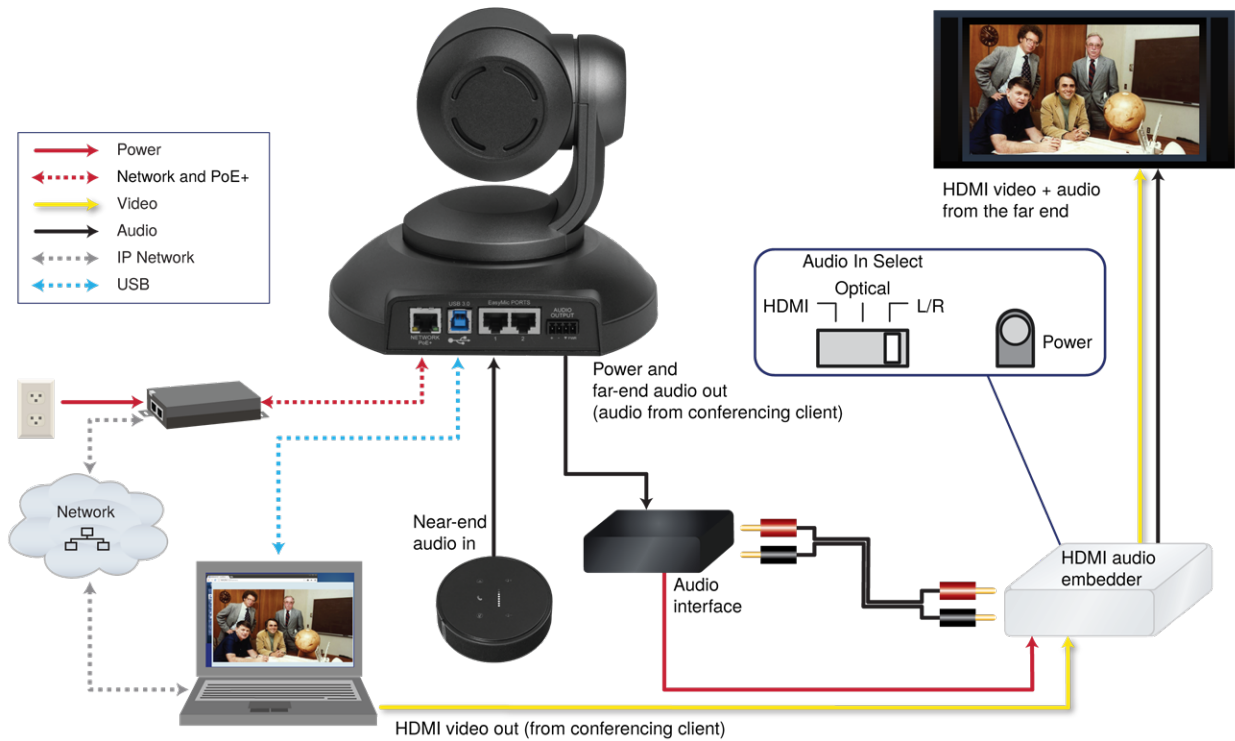 Power
Network and PoE+
Video
Audio
IP Network
USB
USB 3.0
EasyMic PORTS
AUDIO
OUTPUT
NETWORK
PoE+
1
2
HDMI video + audio
from the far end
Audio In Select
Optical
HDMI
L/R
Power
Power and
far-end audio out
(audio from conferencing client)
Network
Near-end
audio in
Audio
interface
HDMI audio
embedder
HDMI video out (from conferencing client)